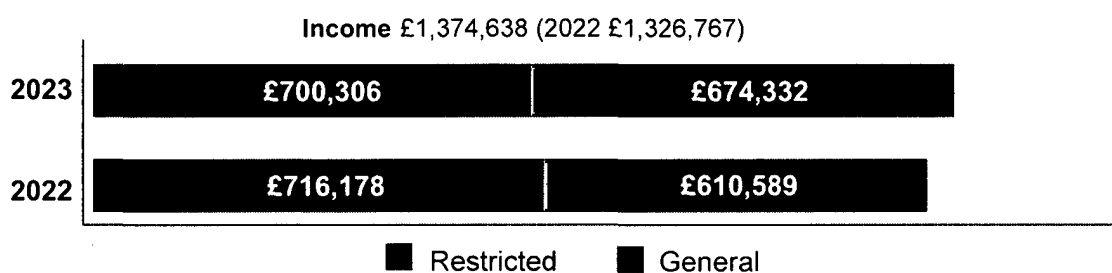 Income £1,374,638 (2022 £1,326,767)
2023 £700,306 £674,332
2022 £716,178 £610,589
Restricted General